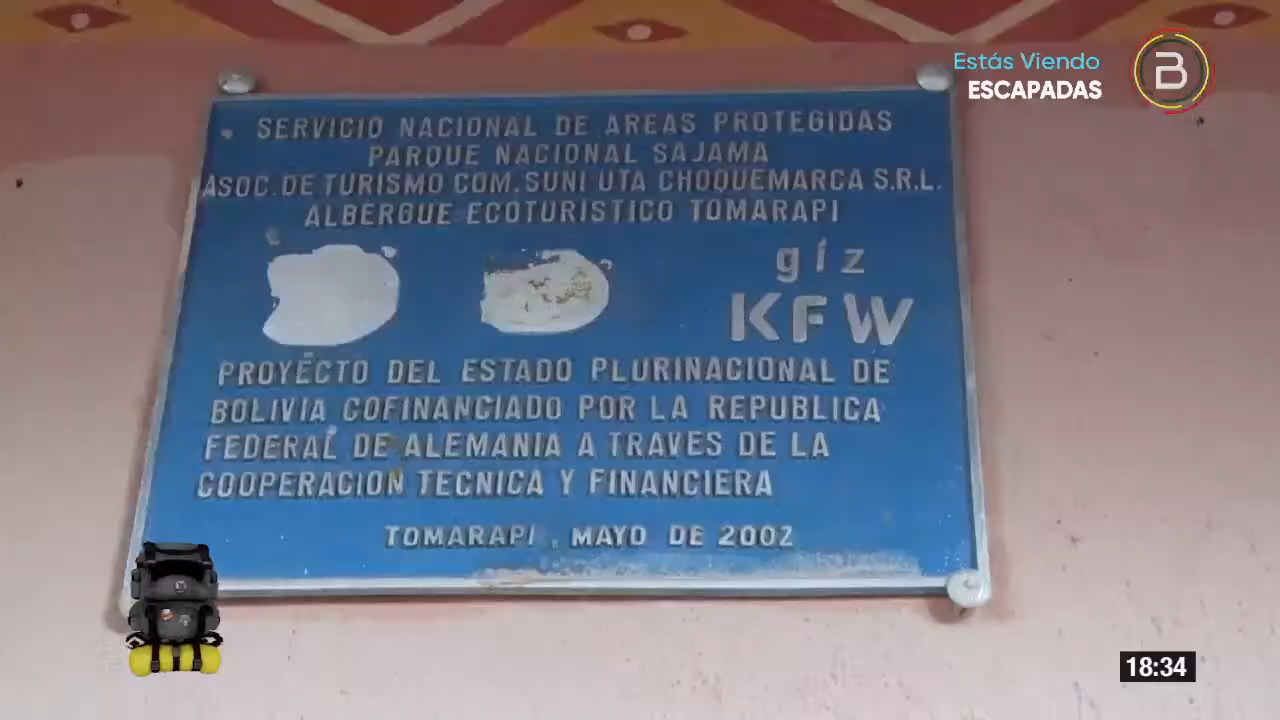 Estás Viendo
ESCAPADAS
B
SERVICIO NACIONAL DE AREAS PROTEGIDAS
PARQUE NACIONAL SAJAMA
ASOC. DE TURISMO COM. SUNI UTA CHOQUEMARCA S.R.L.
ALBERGUE ECOTURISTICO TOMARAPI
giz
KFW
PROYECTO DEL ESTADO PLURINACIONAL DE
BOLIVIA COFINANCIADO POR LA REPUBLICA
FEDERAL DE ALEMANIA A TRAVES DE LA
COOPERACION TECNICA Y FINANCIERA
TOMARAPI, MAYO DE 2002
18:34